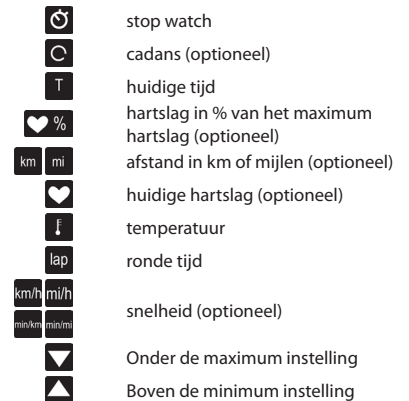 stop watch
cadans (optioneel)
T huidige tijd
% hartslag in % van het maximum
hartslag (optioneel)
km mi afstand in km of mijlen (optioneel)
huidige hartslag (optioneel)
temperatuur
lap ronde tijd
km/h mi/h
snelheid (optioneel)
min/km min/mi
Onder de maximum instelling
Boven de minimum instelling